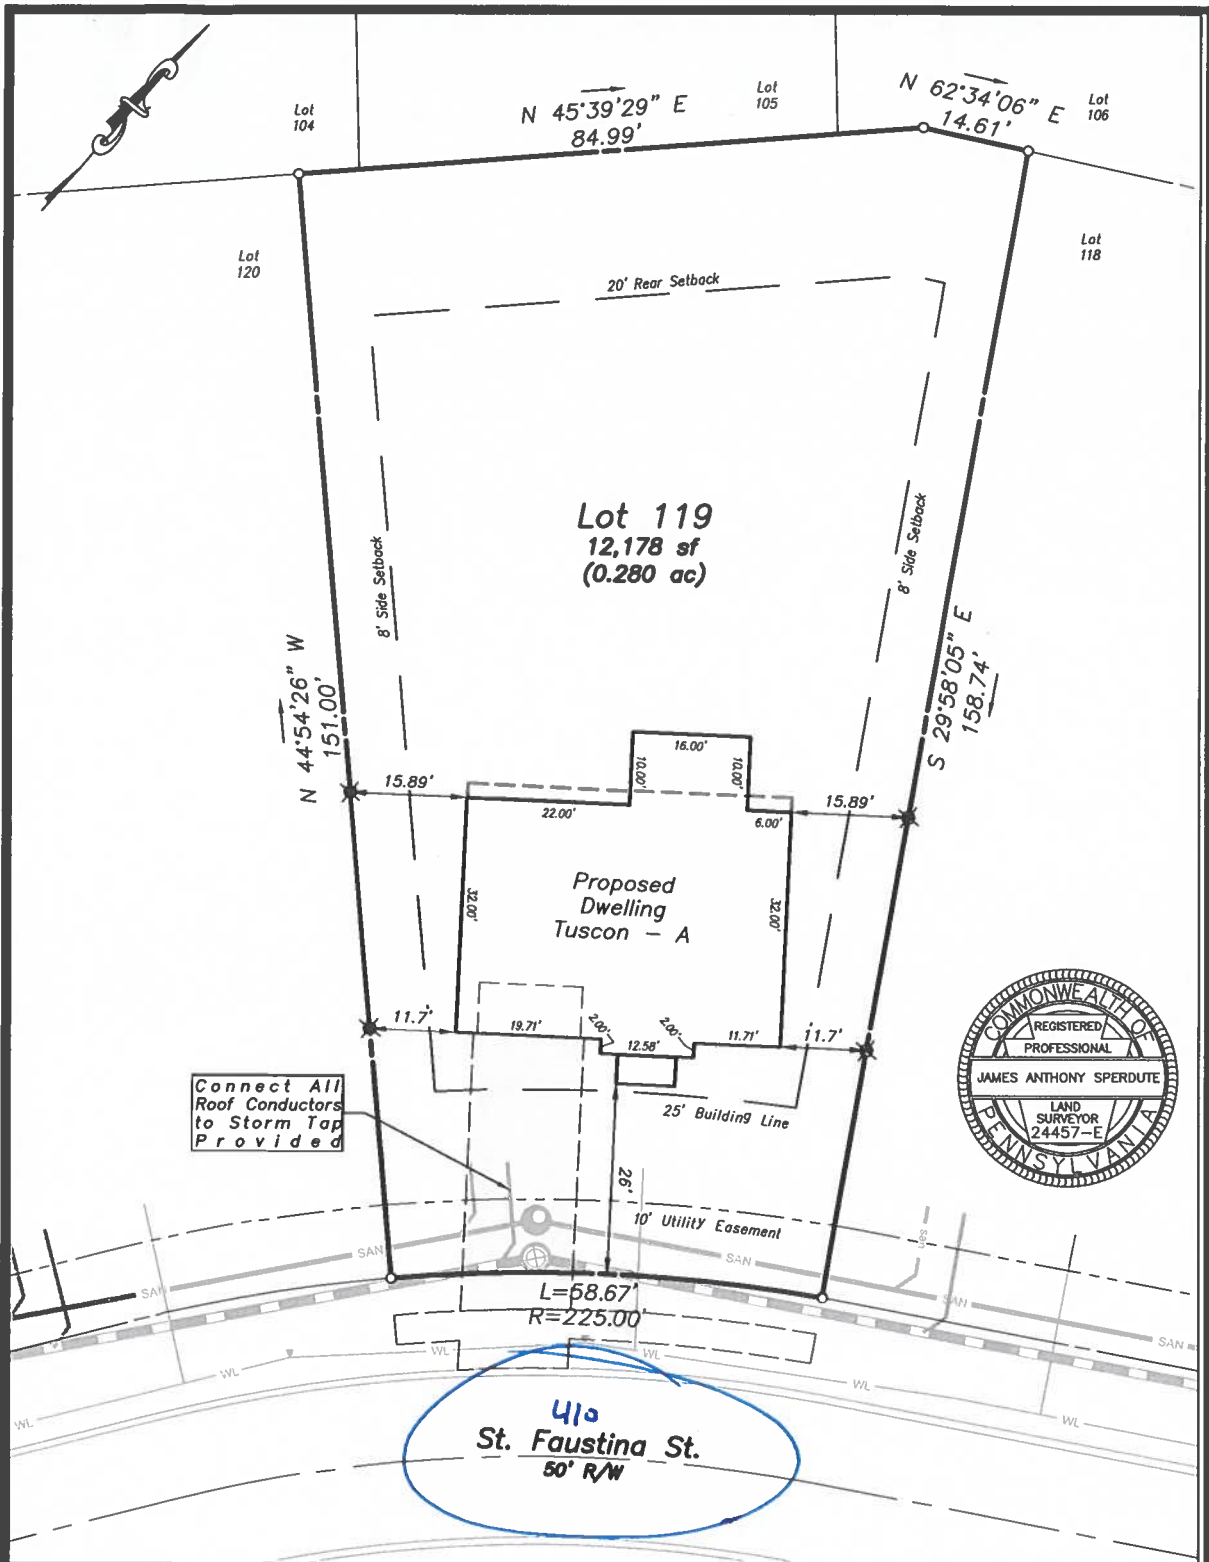 Lot
104
N 45°39'29" E
84.99'
Lot
105
N 62°34'06" E
14.61'
Lot
106
Lot
120
Lot
118
20' Rear Setback
8' Side Setback
8' Side Setback
Lot 119
12,178 sf
(0.280 ac)
N 44°54'26" W
151.00'
S 29°58'05" E
158.74'
16.00'
10.00'
10.00'
15.89'
22.00'
6.00'
15.89'
32.00'
32.00'
Proposed
Dwelling
Tuscon - A
11.7'
19.71'
2.00'
12.58'
2.00'
11.71'
11.7'
COMMONWEALTH OF
REGISTERED
PROFESSIONAL
JAMES ANTHONY SPERDUTE
LAND
SURVEYOR
24457-E
PENNSYLVANIA
Connect All
Roof Conductors
to Storm Tap
Provided
25' Building Line
26'
10' Utility Easement
SAN
SAN
san
SAN
SAN
SAN
L=58.67'
R=225.00'
WL
WL
WL
WL
WL
WL
410
St. Faustina St.
50' R/W